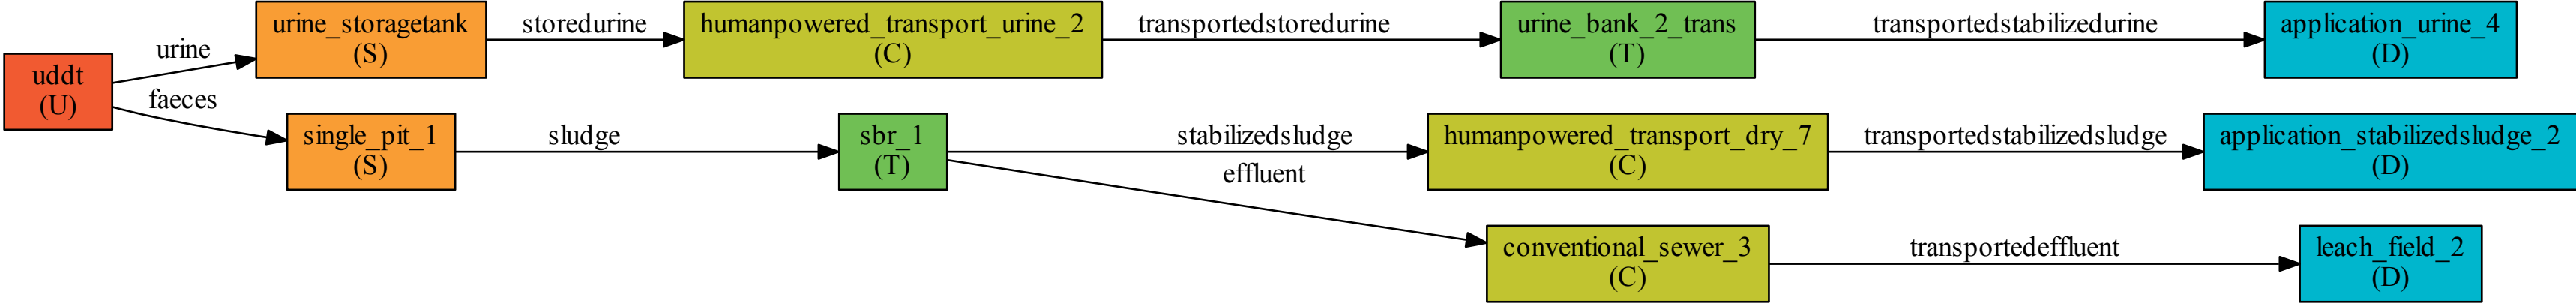 uddt
(U)
urine
faeces
urine_storagetank
(S)
storedurine
humanpowered_transport_urine_2
(C)
transportedstoredurine
urine_bank_2_trans
(T)
transportedstabilizedurine
application_urine_4
(D)
single_pit_1
(S)
sludge
sbr_1
(T)
stabilizedsludge
effluent
humanpowered_transport_dry_7
(C)
transportedstabilizedsludge
application_stabilizedsludge_2
(D)
conventional_sewer_3
(C)
transportedeffluent
leach_field_2
(D)